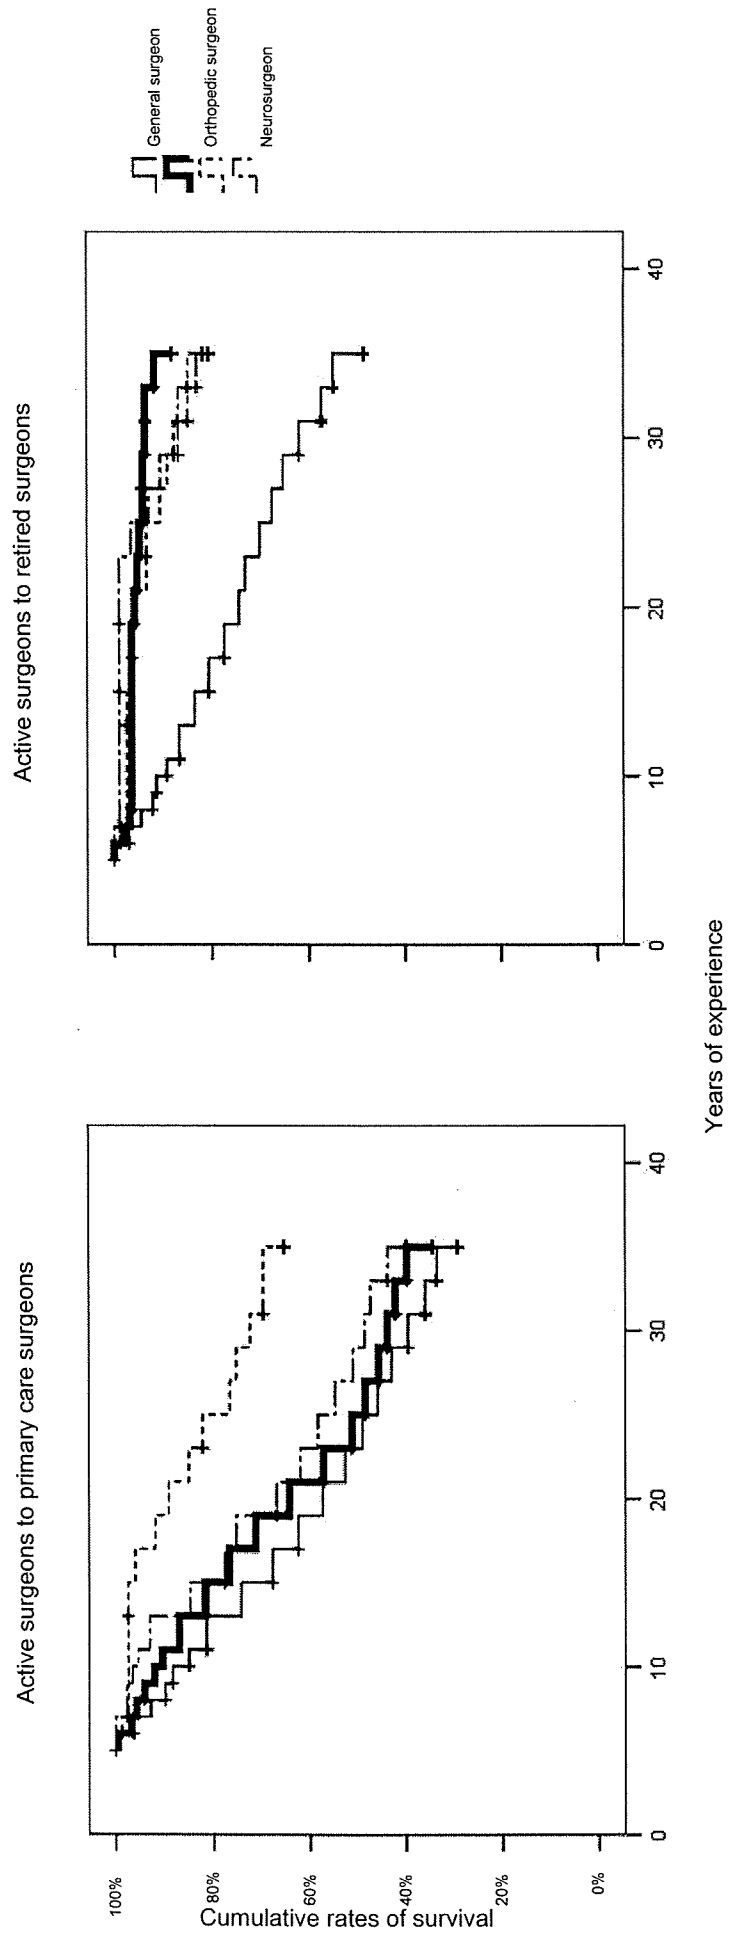 Active surgeons to primary care surgeons
Active surgeons to retired surgeons
General surgeon
Orthopedic surgeon
Neurosurgeon
Cumulative rates of survival
100%
80%
60%
40%
20%
0%
0
10
20
30
40
0
10
20
30
40
Years of experience